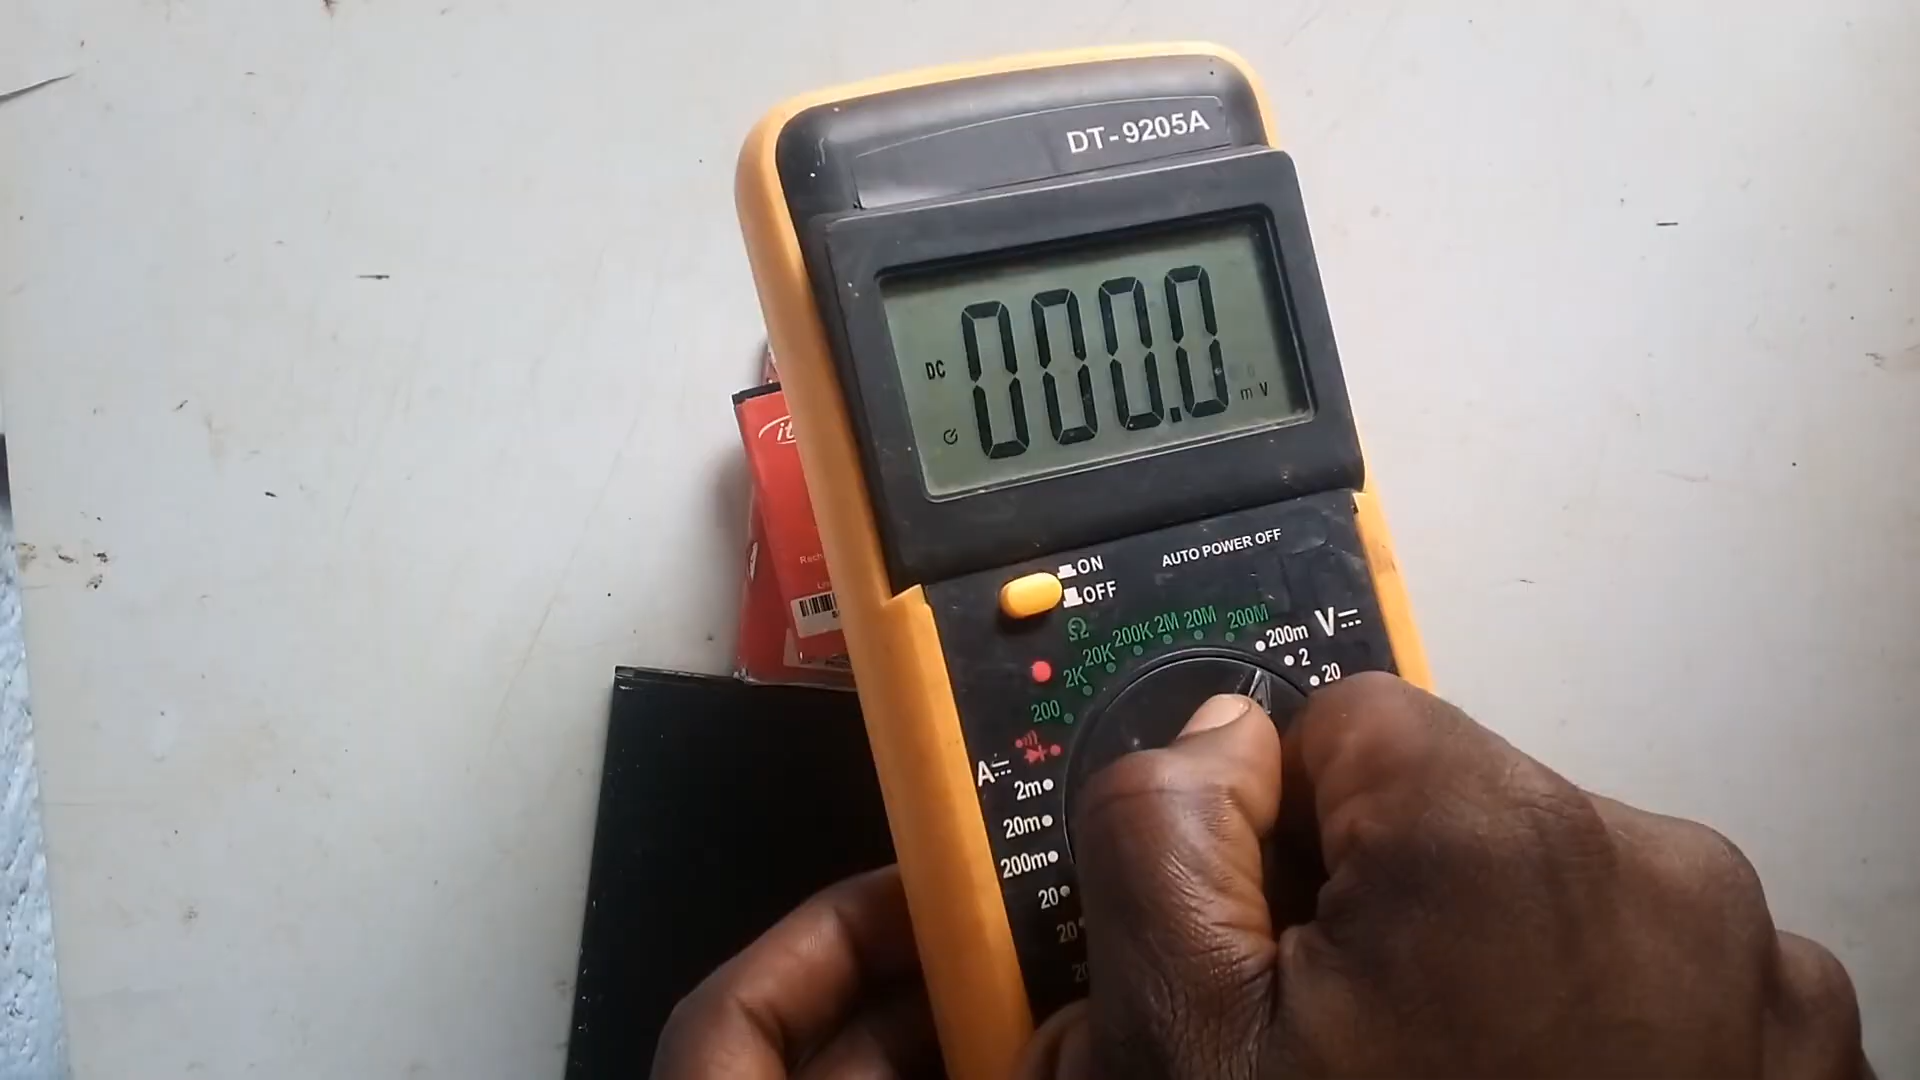 DT-9205A
DC 000.0 m V
ON
AUTO POWER OFF
OFF
Ω
200
2K
20K
200K
2M
20M
200M
V
200m
2
20
A
2m
20m
200m
20